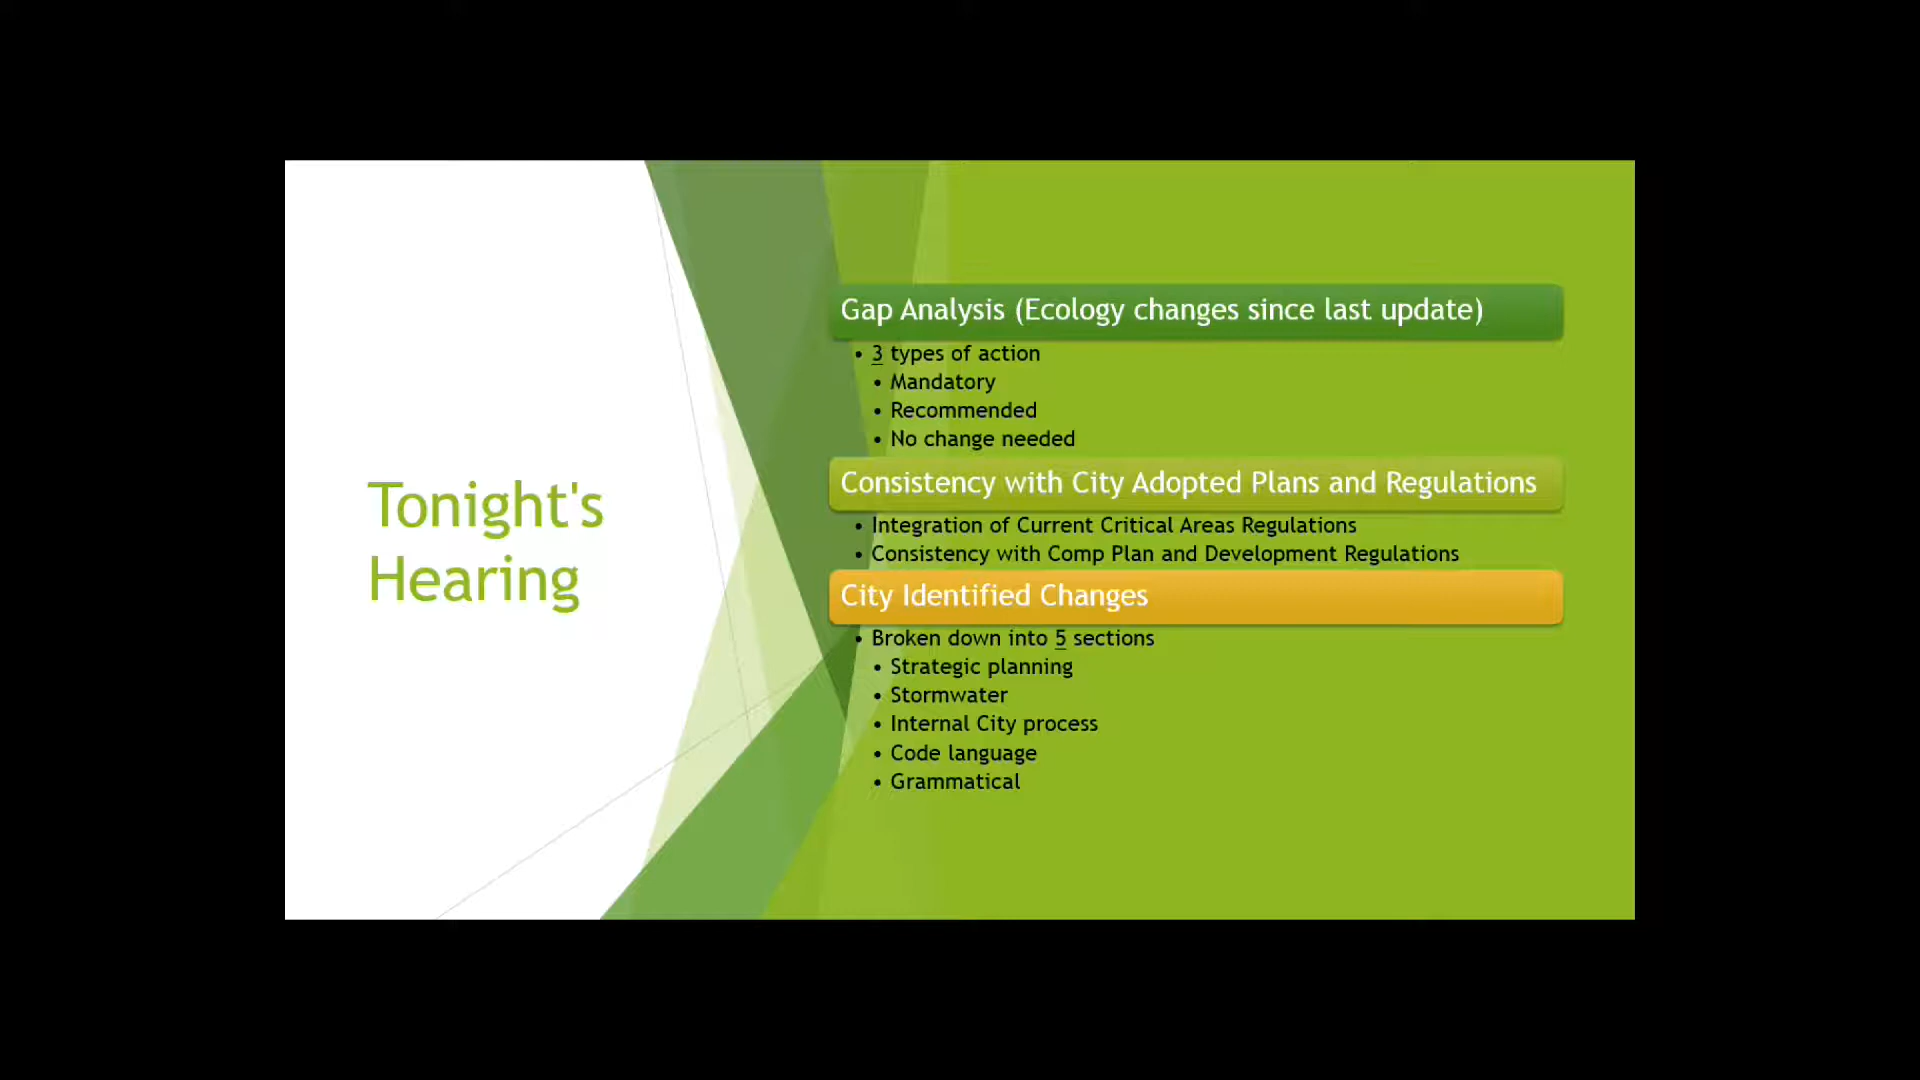 Tonight's
Hearing
Gap Analysis (Ecology changes since last update)
• 3 types of action
• Mandatory
• Recommended
• No change needed
Consistency with City Adopted Plans and Regulations
• Integration of Current Critical Areas Regulations
• Consistency with Comp Plan and Development Regulations
City Identified Changes
• Broken down into 5 sections
• Strategic planning
• Stormwater
• Internal City process
• Code language
• Grammatical